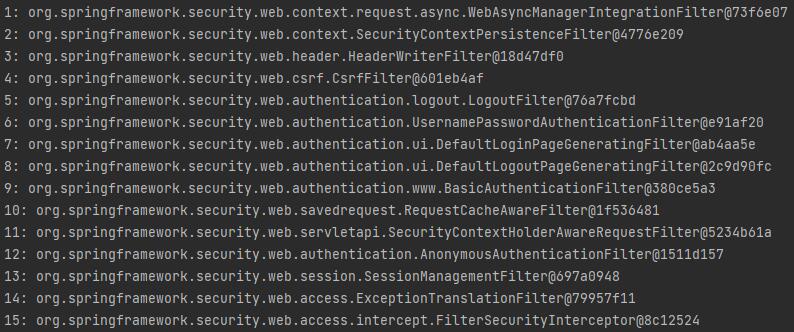 1: org.springframework.security.web.context.request.async.WebAsyncManagerIntegrationFilter@73f6e07
2: org.springframework.security.web.context.SecurityContextPersistenceFilter@4776e209
3: org.springframework.security.web.header.HeaderWriterFilter@18d47df0
4: org.springframework.security.web.csrf.CsrfFilter@601eb4af
5: org.springframework.security.web.authentication.logout.LogoutFilter@76a7fcbd
6: org.springframework.security.web.authentication.UsernamePasswordAuthenticationFilter@e91af20
7: org.springframework.security.web.authentication.ui.DefaultLoginPageGeneratingFilter@ab4aa5e
8: org.springframework.security.web.authentication.ui.DefaultLogoutPageGeneratingFilter@2c9d90fc
9: org.springframework.security.web.authentication.www.BasicAuthenticationFilter@380ce5a3
10: org.springframework.security.web.savedrequest.RequestCacheAwareFilter@1f536481
11: org.springframework.security.web.servletapi.SecurityContextHolderAwareRequestFilter@5234b61a
12: org.springframework.security.web.authentication.AnonymousAuthenticationFilter@1511d157
13: org.springframework.security.web.session.SessionManagementFilter@697a0948
14: org.springframework.security.web.access.ExceptionTranslationFilter@79957f11
15: org.springframework.security.web.access.intercept.FilterSecurityInterceptor@8c12524